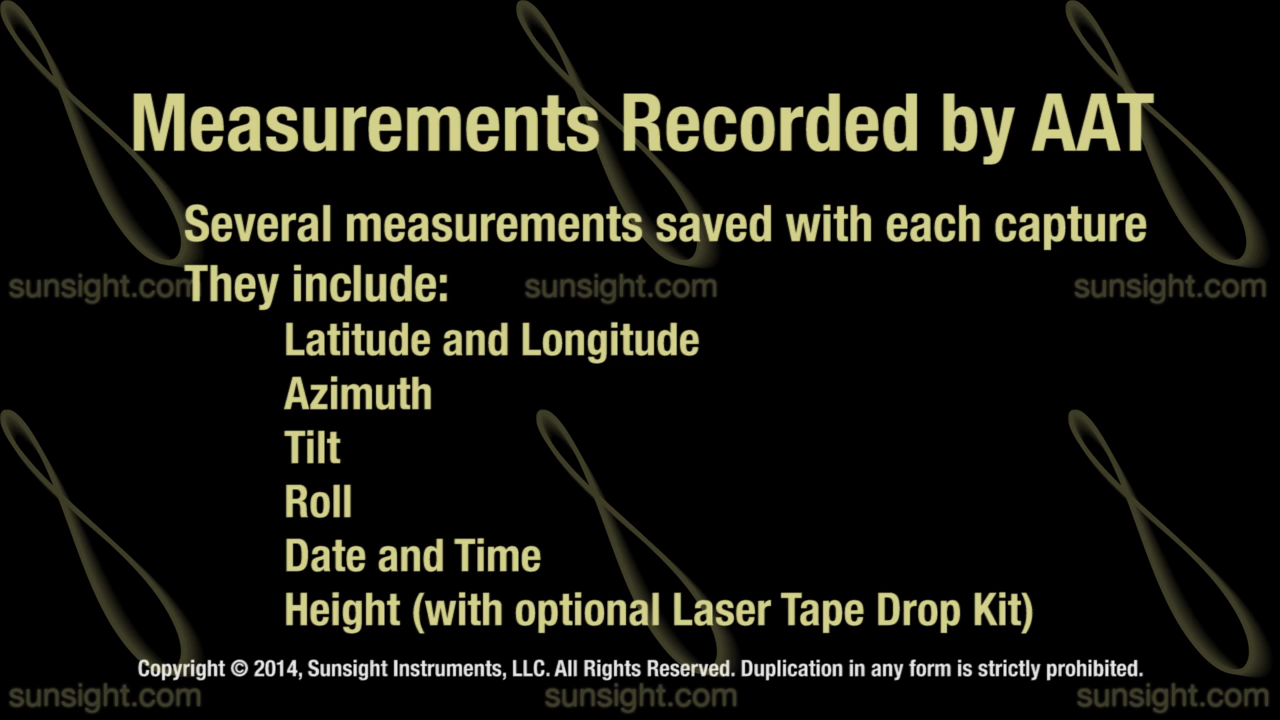 Measurements Recorded by AAT
Several measurements saved with each capture
sunsight.com
They include:
sunsight.com
sunsight.com
Latitude and Longitude
Azimuth
Tilt
Roll
Date and Time
Height (with optional Laser Tape Drop Kit)
Copyright © 2014, Sunsight Instruments, LLC. All Rights Reserved. Duplication in any form is strictly prohibited.
sunsight.com
sunsight.com
sunsight.com